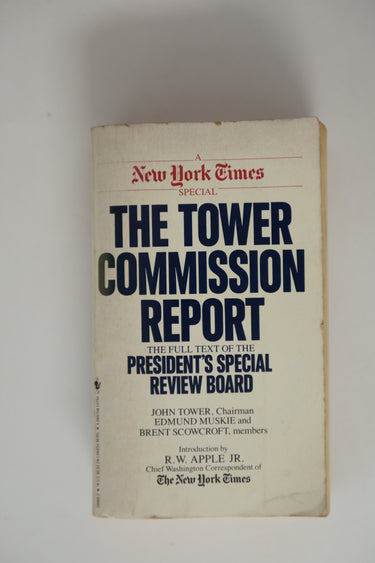 A
New York Times
SPECIAL
THE TOWER
COMMISSION
REPORT
THE FULL TEXT OF THE
PRESIDENT'S SPECIAL
REVIEW BOARD
JOHN TOWER, Chairman
EDMUND MUSKIE and
BRENT SCOWCROFT, members
Introduction by
R.W. APPLE JR.
Chief Washington Correspondent of
The New York Times